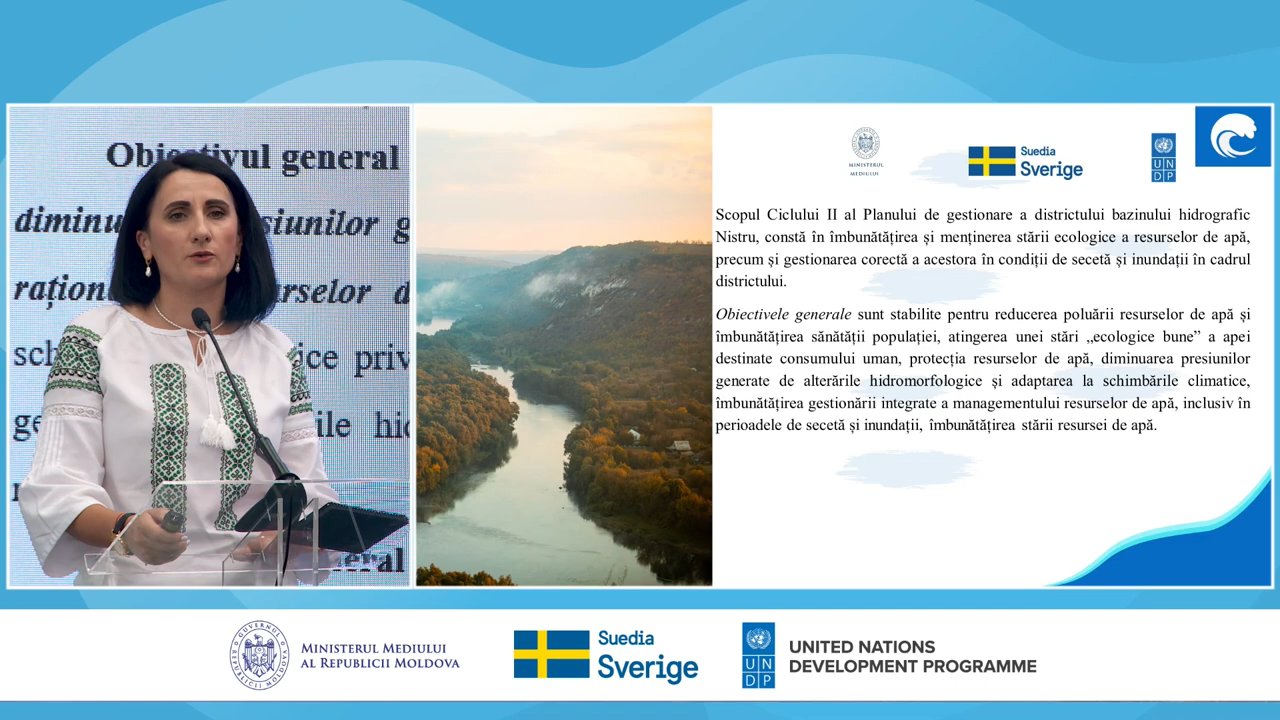 Obiectivul general
diminu siunilor g
rațion rselor d
sch ice priv
ge ile hid
eral
MINISTERUL
MEDIULUI
Suedia
Sverige
U N
D P
Scopul Ciclului II al Planului de gestionare a districtului bazinului hidrografic
Nistru, constă în îmbunătățirea și menținerea stării ecologice a resurselor de apă,
precum și gestionarea corectă a acestora în condiții de secetă și inundații în cadrul
districtului.
Obiectivele generale sunt stabilite pentru reducerea poluării resurselor de apă și
îmbunătățirea sănătății populației, atingerea unei stări „ecologice bune” a apei
destinate consumului uman, protecția resurselor de apă, diminuarea presiunilor
generate de alterările hidromorfologice și adaptarea la schimbările climatice,
îmbunătățirea gestionării integrate a managementului resurselor de apă, inclusiv în
perioadele de secetă și inundații, îmbunătățirea stării resursei de apă.
GUVERNUL REPUBLICII MOLDOVA
MINISTERUL MEDIULUI
AL REPUBLICII MOLDOVA
Suedia
Sverige
U N
D P
UNITED NATIONS
DEVELOPMENT PROGRAMME